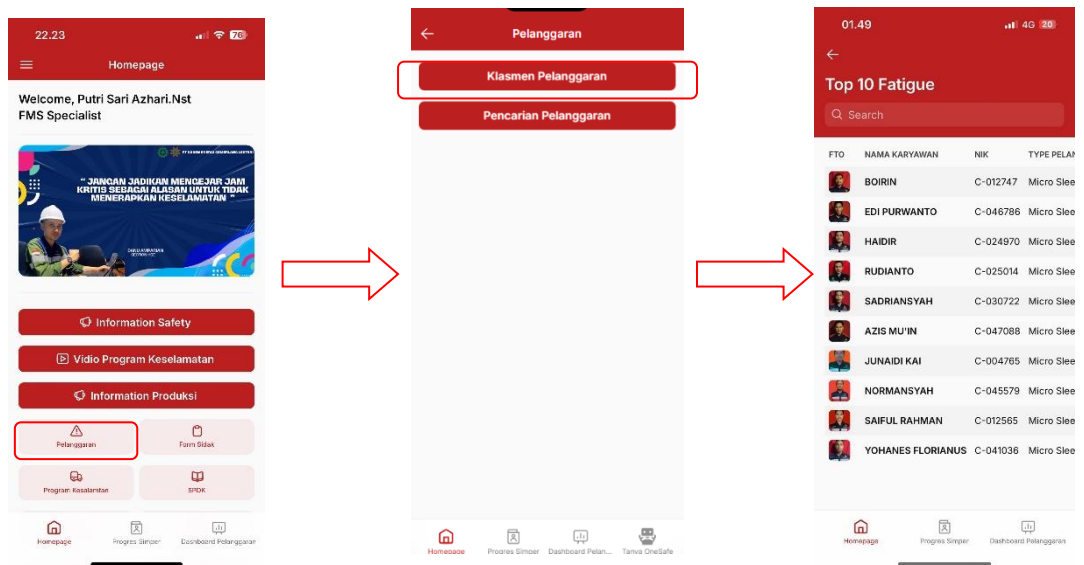 22.23
70
Homepage
Welcome, Putri Sari Azhari.Nst
FMS Specialist
" JANGAN JADIKAN MENGEJAR JAM
KRITIS SEBAGAI ALASAN UNTUK TIDAK
MENERAPKAN KESELAMATAN "
Information Safety
Vidio Program Keselamatan
Information Produksi
Pelanggaran
Form Sidak
Program Keselamatan
SPDK
Homepage
Progres Simper
Dashboard Pelanggaran
Pelanggaran
Klasmen Pelanggaran
Pencarian Pelanggaran
Homepage
Progres Simper
Dashboard Pelan...
Tanya OneSafe
01.49
4G 20
Top 10 Fatigue
Search
FTO NAMA KARYAWAN NIK TYPE PELAN
BOIRIN C-012747 Micro Slee
EDI PURWANTO C-046786 Micro Slee
HAIDIR C-024970 Micro Slee
RUDIANTO C-025014 Micro Slee
SADRIANSYAH C-030722 Micro Slee
AZIS MU'IN C-047088 Micro Slee
JUNAIDI KAI C-004765 Micro Slee
NORMANSYAH C-045579 Micro Slee
SAIFUL RAHMAN C-012565 Micro Slee
YOHANES FLORIANUS C-041036 Micro Slee
Homepage
Progres Simper
Dashboard Pelanggaran